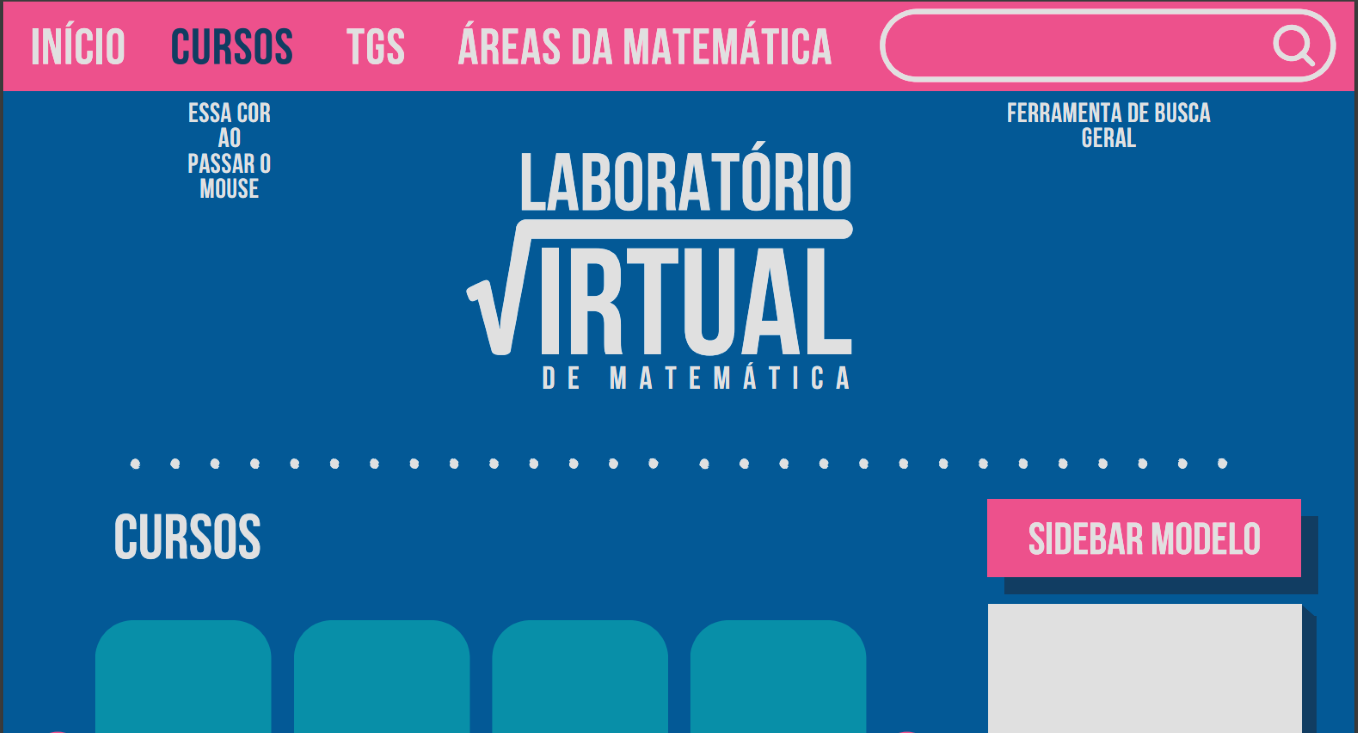 INÍCIO CURSOS TGS ÁREAS DA MATEMÁTICA
ESSA COR
AO
PASSAR O
MOUSE
FERRAMENTA DE BUSCA
GERAL
LABORATÓRIO
√IRTUAL
DE MATEMÁTICA
CURSOS
SIDEBAR MODELO